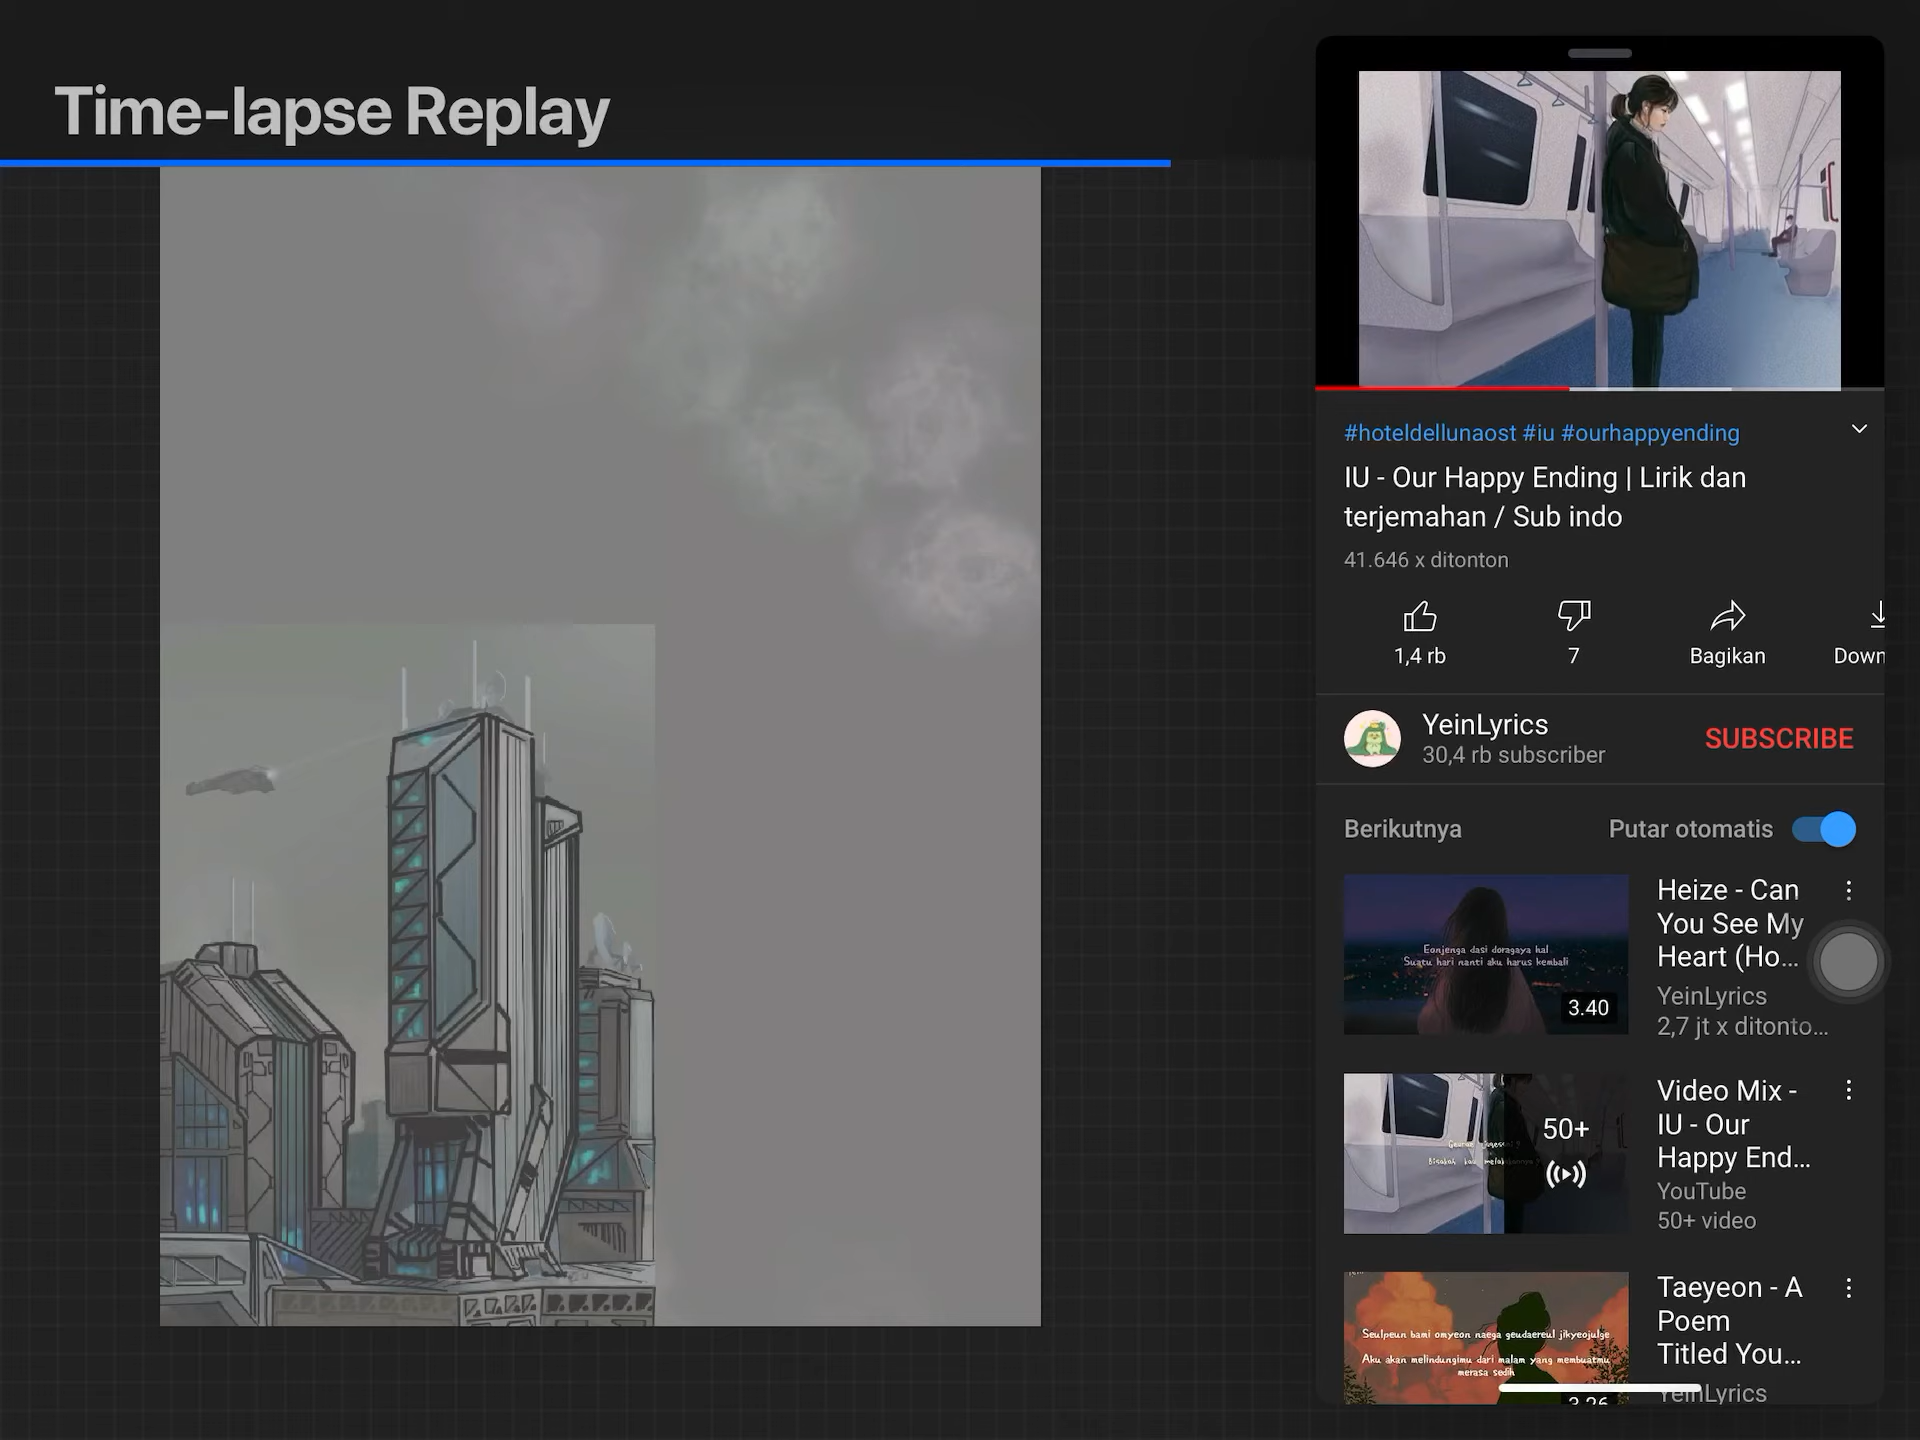 Time-lapse Replay
#hoteldellunaost #iu #ourhappyending
IU - Our Happy Ending | Lirik dan
terjemahan / Sub indo
41.646 x ditonton
1,4 rb
7
Bagikan
Down
YeinLyrics
30,4 rb subscriber
SUBSCRIBE
Berikutnya
Putar otomatis
Eonjenga dasi doragaya hal
Suatu hari nanti aku harus kembali
3.40
Heize - Can
You See My
Heart (Ho...
YeinLyrics
2,7 jt x ditonto...
50+
Video Mix -
IU - Our
Happy End...
YouTube
50+ video
Seulpeun bami omyeon naega geudaereul jikyeojulge
Aku akan melindungimu dari malam yang membuatmu
merasa sedih
3.26
Taeyeon - A
Poem
Titled You...
YeinLyrics